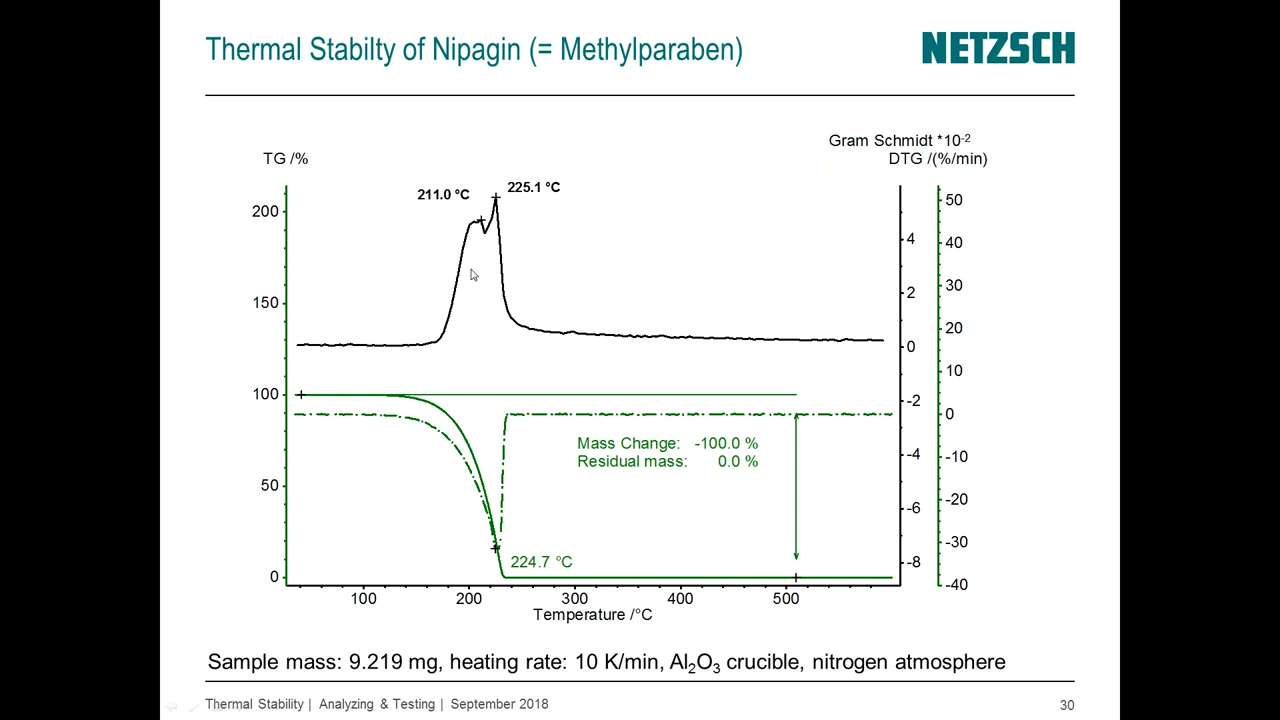 Thermal Stabilty of Nipagin (= Methylparaben)
NETZSCH
Gram Schmidt *10-2
TG /%
DTG /(%/min)
211.0 °C
225.1 °C
200
150
100
50
0
4
2
0
-2
-4
-6
-8
50
40
30
20
10
0
-10
-20
-30
-40
Mass Change: -100.0 %
Residual mass: 0.0 %
224.7 °C
100 200 300 400 500
Temperature /°C
Sample mass: 9.219 mg, heating rate: 10 K/min, Al2O3 crucible, nitrogen atmosphere
Thermal Stability | Analyzing & Testing | September 2018
30